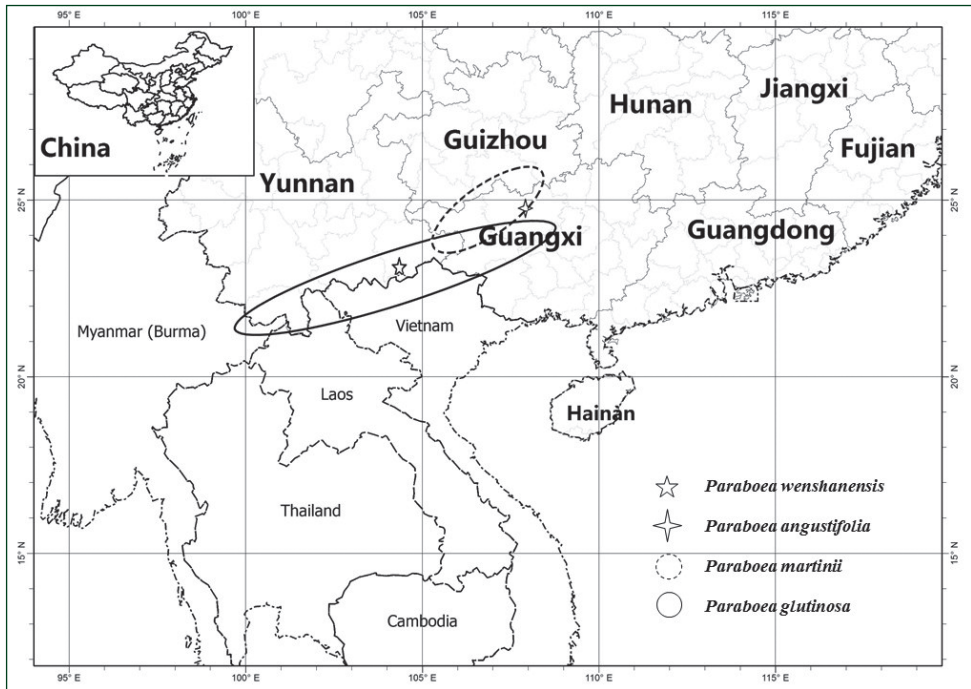 95° E 100° E 105° E 110° E 115° E
China
Jiangxi
Hunan
Guizhou
Fujian
Yunnan
25° N 25° N
Guangdong
Guangxi
Myanmar (Burma)
Vietnam
20° N 20° N
Laos
Hainan
Paraboea wenshanensis
Thailand
Paraboea angustifolia
15° N 15° N
Paraboea martinii
Paraboea glutinosa
Cambodia
95° E 100° E 105° E 110° E 115° E